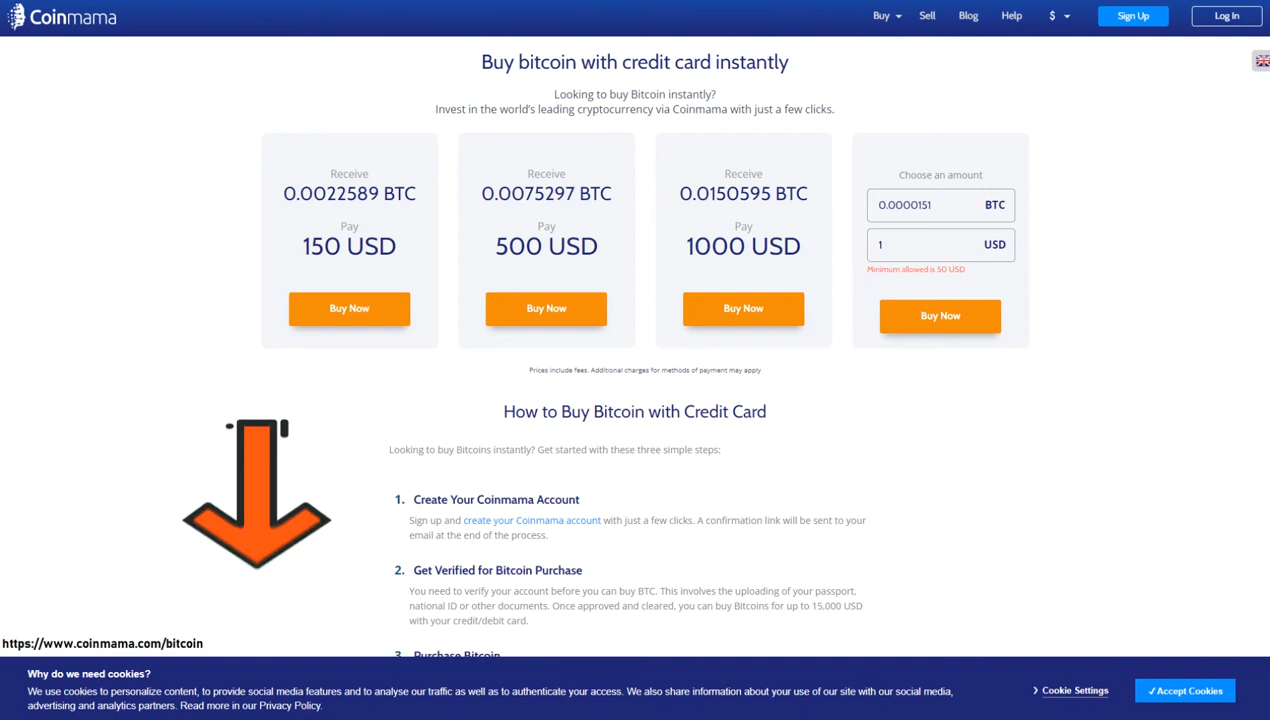 Coinmama
Buy
Sell
Blog
Help
$
Sign Up
Log In
Buy bitcoin with credit card instantly
Looking to buy Bitcoin instantly?
Invest in the world's leading cryptocurrency via Coinmama with just a few clicks.
Receive
0.0022589 BTC
Pay
150 USD
Buy Now
Receive
0.0075297 BTC
Pay
500 USD
Buy Now
Receive
0.0150595 BTC
Pay
1000 USD
Buy Now
Choose an amount
0.0000151 BTC
1 USD
Minimum allowed is 50 USD
Buy Now
Prices include fees. Additional charges for methods of payment may apply
How to Buy Bitcoin with Credit Card
Looking to buy Bitcoins instantly? Get started with these three simple steps:
1. Create Your Coinmama Account
Sign up and create your Coinmama account with just a few clicks. A confirmation link will be sent to your
email at the end of the process.
2. Get Verified for Bitcoin Purchase
You need to verify your account before you can buy BTC. This involves the uploading of your passport,
national ID or other documents. Once approved and cleared, you can buy Bitcoins for up to 15,000 USD
with your credit/debit card.
3. Purchase Bitcoin
https://www.coinmama.com/bitcoin
Why do we need cookies?
We use cookies to personalize content, to provide social media features and to analyse our traffic as well as to authenticate your access. We also share information about your use of our site with our social media,
advertising and analytics partners. Read more in our Privacy Policy.
Cookie Settings
✓Accept Cookies